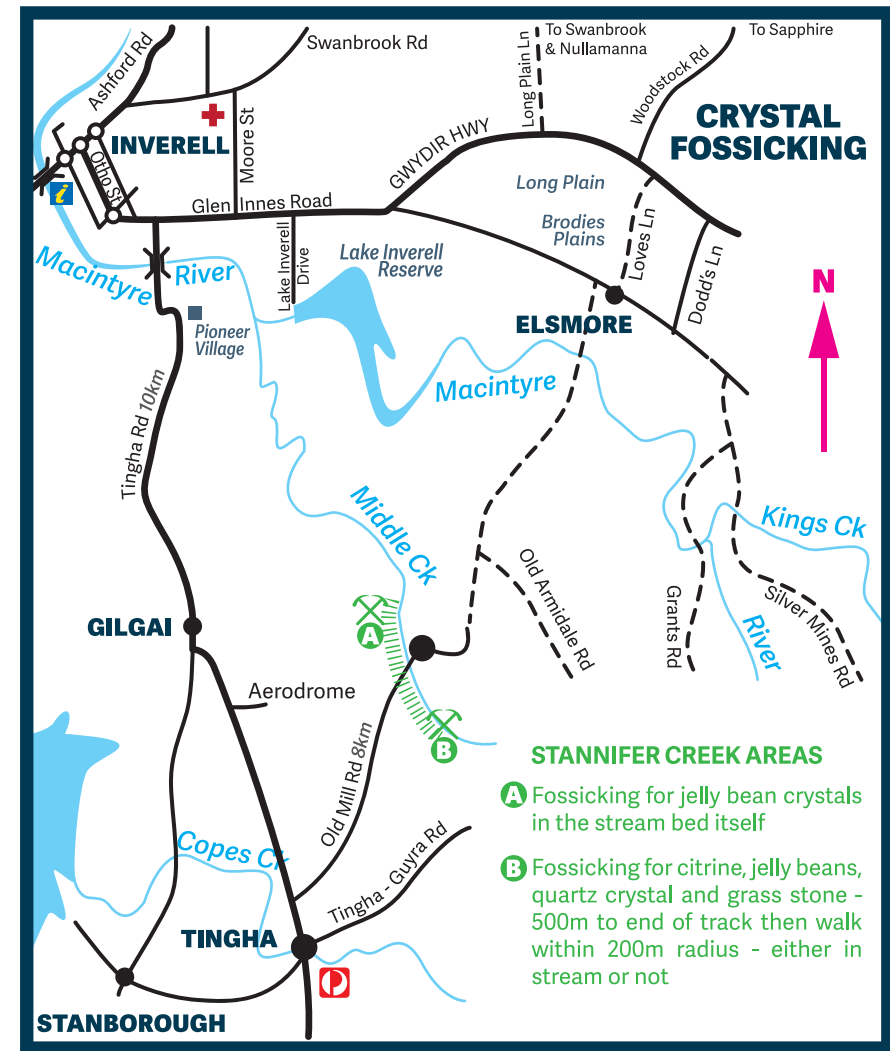 Ashford Rd
Swanbrook Rd
Long Plain Ln
To Swanbrook
& Nullamanna
Woodstock Rd
To Sapphire
CRYSTAL
FOSSICKING
INVERELL
Otho St
i
Moore St
GWYDIR HWY
Long Plain
Glen Innes Road
Brodies
Plains
Loves Ln
Dodd's Ln
Macintyre River
Lake Inverell
Drive
Lake Inverell
Reserve
N
Pioneer
Village
ELSMORE
Macintyre
Tingha Rd 10km
Middle Ck
Kings Ck
Old Armidale Rd
Grants Rd
River
Silver Mines Rd
GILGAI
A
Aerodrome
B
Old Mill Rd 8km
STANNIFER CREEK AREAS
A Fossicking for jelly bean crystals
in the stream bed itself
B Fossicking for citrine, jelly beans,
quartz crystal and grass stone -
500m to end of track then walk
within 200m radius - either in
stream or not
Copes Ck
Tingha - Guyra Rd
TINGHA
P
STANBOROUGH